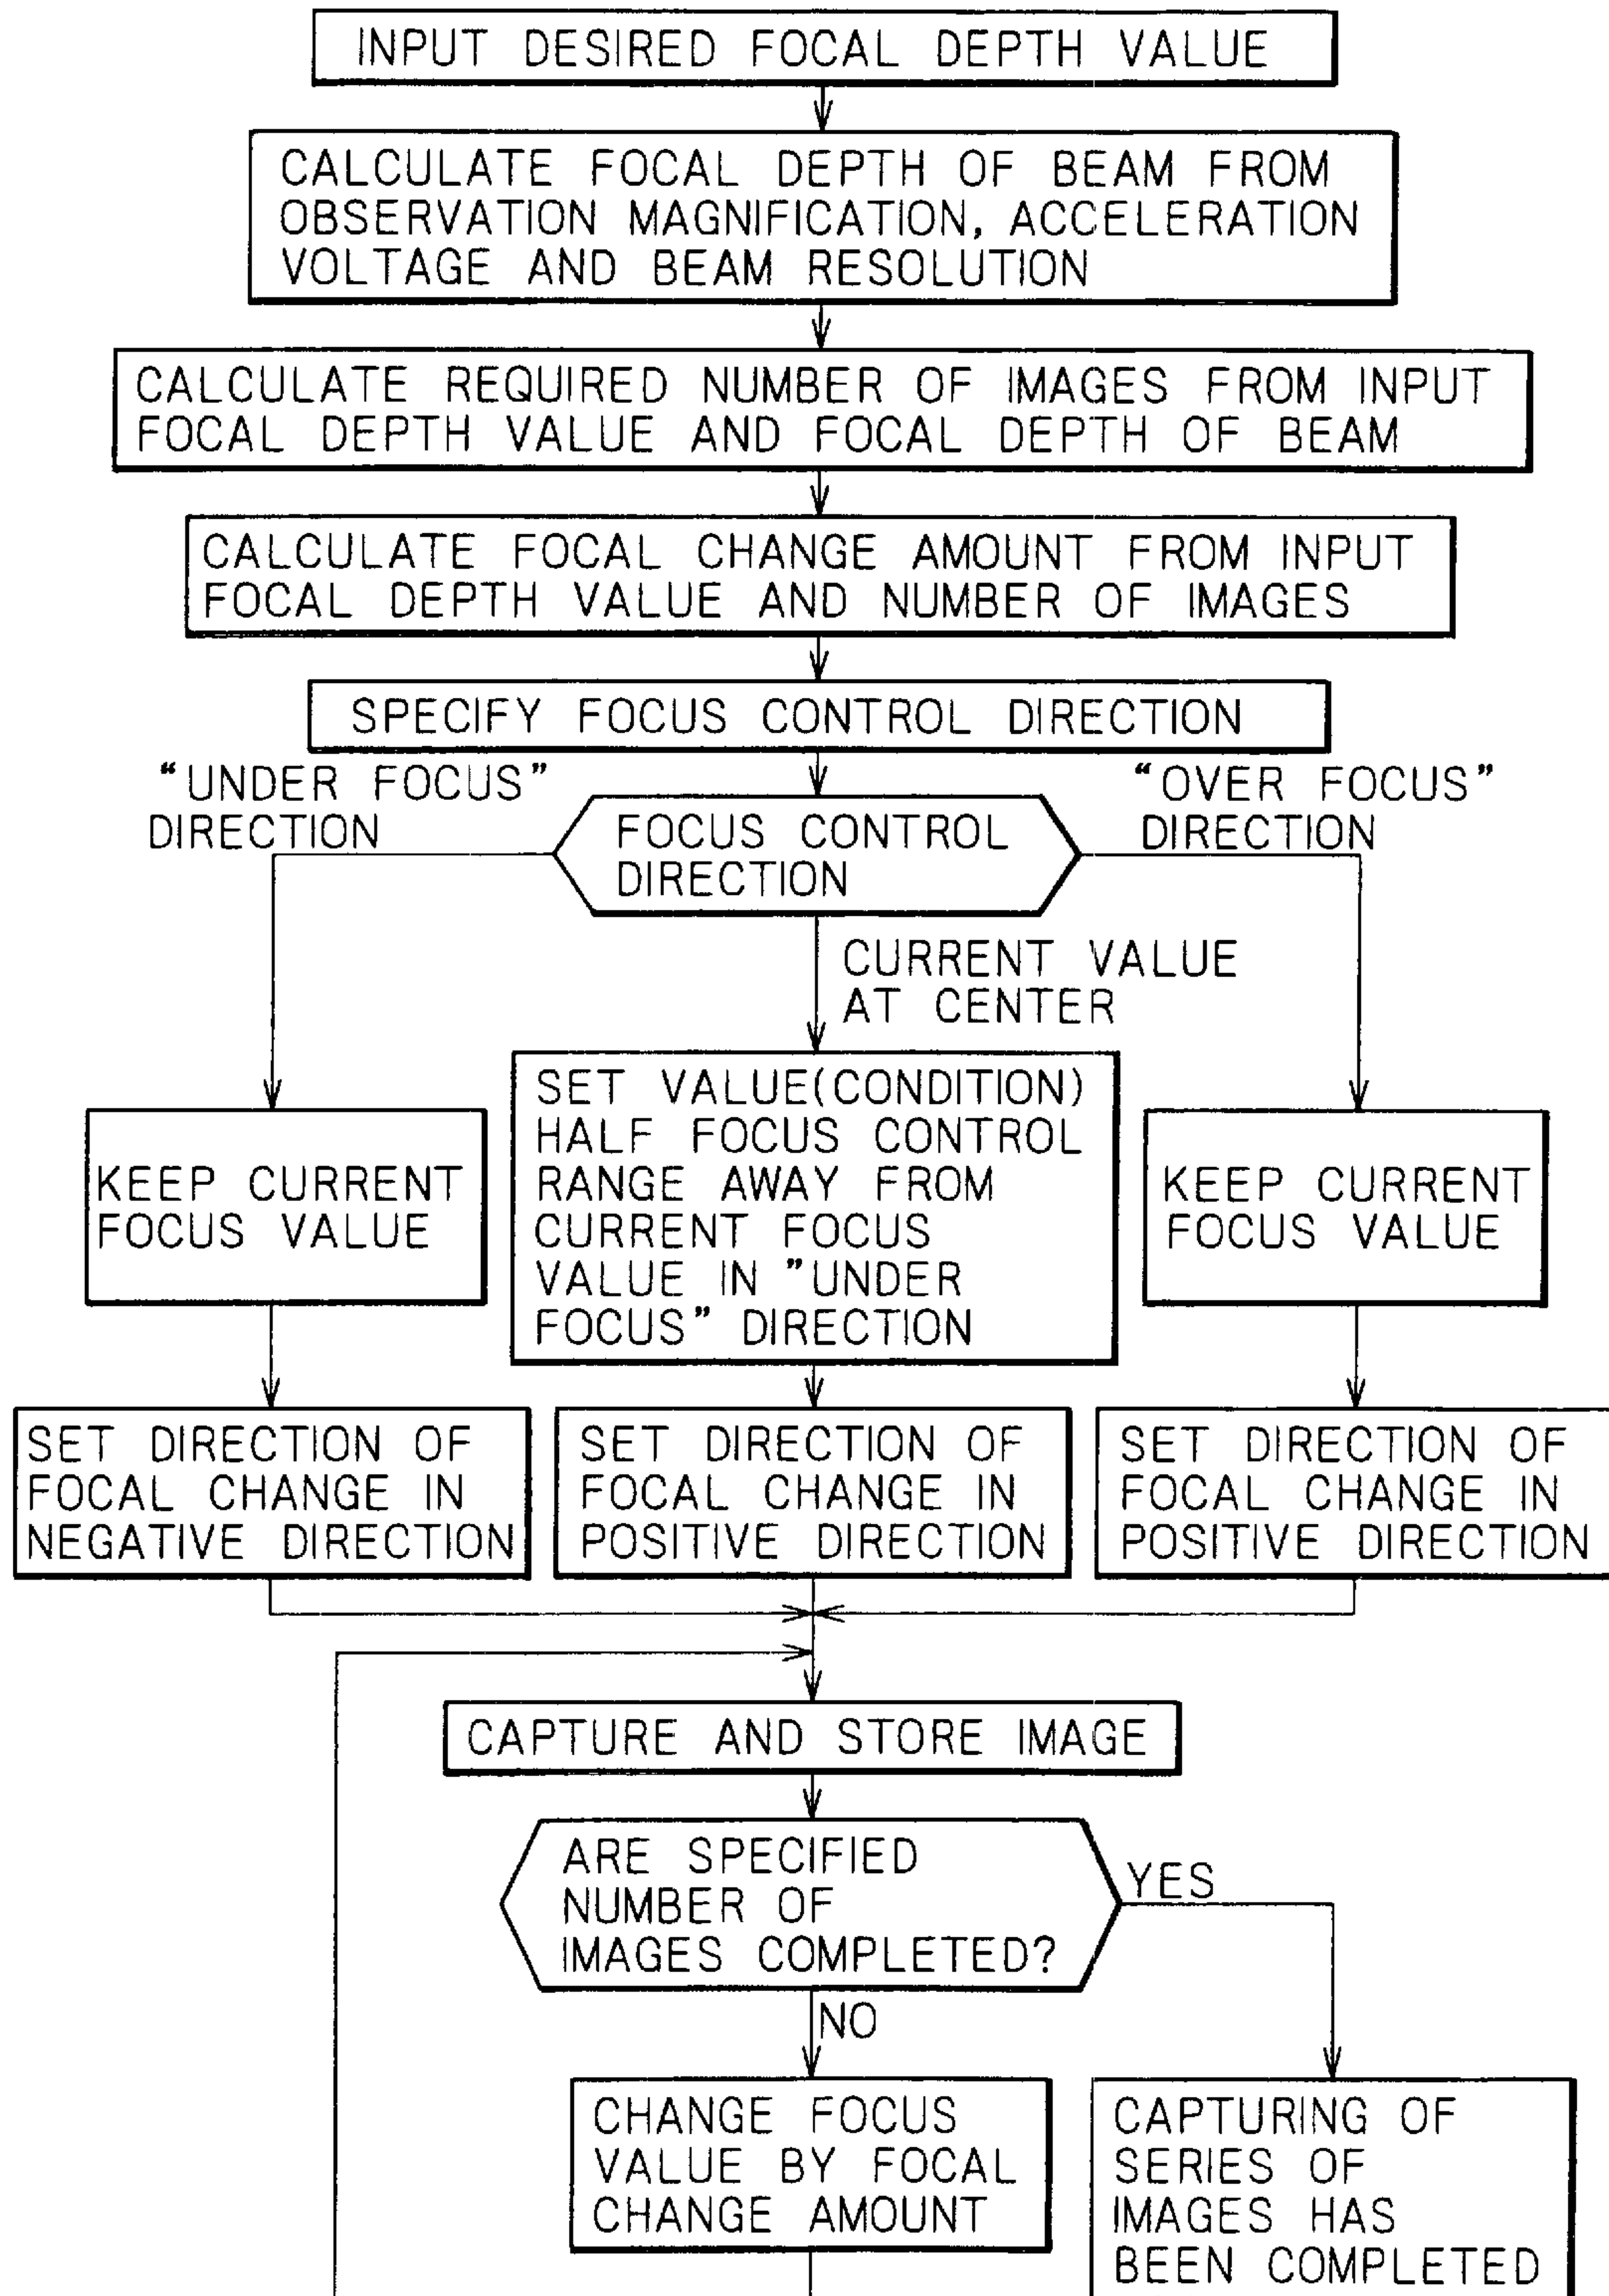 INPUT DESIRED FOCAL DEPTH VALUE
CALCULATE FOCAL DEPTH OF BEAM FROM
OBSERVATION MAGNIFICATION, ACCELERATION
VOLTAGE AND BEAM RESOLUTION
CALCULATE REQUIRED NUMBER OF IMAGES FROM INPUT
FOCAL DEPTH VALUE AND FOCAL DEPTH OF BEAM
CALCULATE FOCAL CHANGE AMOUNT FROM INPUT
FOCAL DEPTH VALUE AND NUMBER OF IMAGES
SPECIFY FOCUS CONTROL DIRECTION
“UNDER FOCUS”
DIRECTION
FOCUS CONTROL
DIRECTION
“OVER FOCUS”
DIRECTION
CURRENT VALUE
AT CENTER
KEEP CURRENT
FOCUS VALUE
SET VALUE(CONDITION)
HALF FOCUS CONTROL
RANGE AWAY FROM
CURRENT FOCUS
VALUE IN ”UNDER
FOCUS” DIRECTION
KEEP CURRENT
FOCUS VALUE
SET DIRECTION OF
FOCAL CHANGE IN
NEGATIVE DIRECTION
SET DIRECTION OF
FOCAL CHANGE IN
POSITIVE DIRECTION
SET DIRECTION OF
FOCAL CHANGE IN
POSITIVE DIRECTION
CAPTURE AND STORE IMAGE
ARE SPECIFIED
NUMBER OF
IMAGES COMPLETED?
YES
NO
CHANGE FOCUS
VALUE BY FOCAL
CHANGE AMOUNT
CAPTURING OF
SERIES OF
IMAGES HAS
BEEN COMPLETED